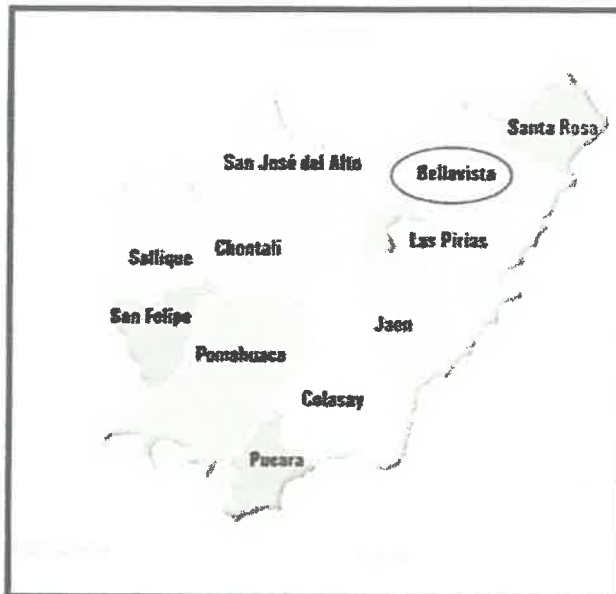 Santa Rosa
San José del Alto
Bellavista
Las Pirias
Chontali
Sallique
San Felipe
Jaen
Pomahuaca
Colasay
Pucara